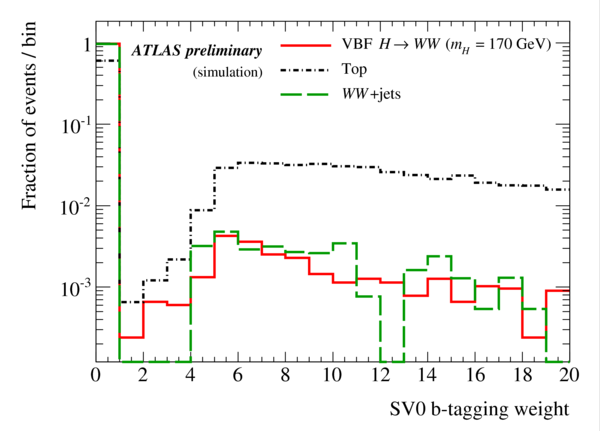 Fraction of events / bin
1
10-1
10-2
10-3
ATLAS preliminary
(simulation)
VBF H → WW (mH = 170 GeV)
Top
WW+jets
0 2 4 6 8 10 12 14 16 18 20
SV0 b-tagging weight